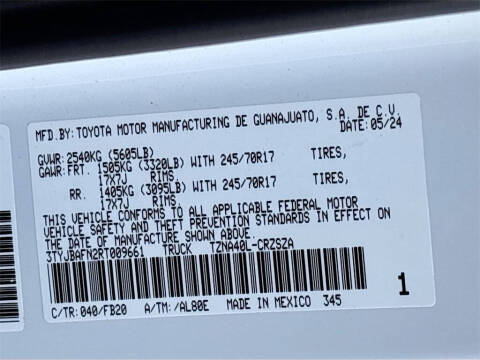 MFD.BY:TOYOTA MOTOR MANUFACTURING DE GUANAJUATO, S.A. DE C.V.
DATE:05/24
GVWR:2540KG (5605LB)
GAWR:FRT. 1505KG (3320LB) WITH 245/70R17 TIRES,
17X7J RIMS,
RR. 1405KG (3095LB) WITH 245/70R17 TIRES,
17X7J RIMS,
THIS VEHICLE CONFORMS TO ALL APPLICABLE FEDERAL MOTOR
VEHICLE SAFETY AND THEFT PREVENTION STANDARDS IN EFFECT ON
THE DATE OF MANUFACTURE SHOWN ABOVE.
3TYJBAFN2RT009661 TRUCK TZNA40L-CRZSZA
C/TR:040/FB20 A/TM:/AL80E MADE IN MEXICO 345 1